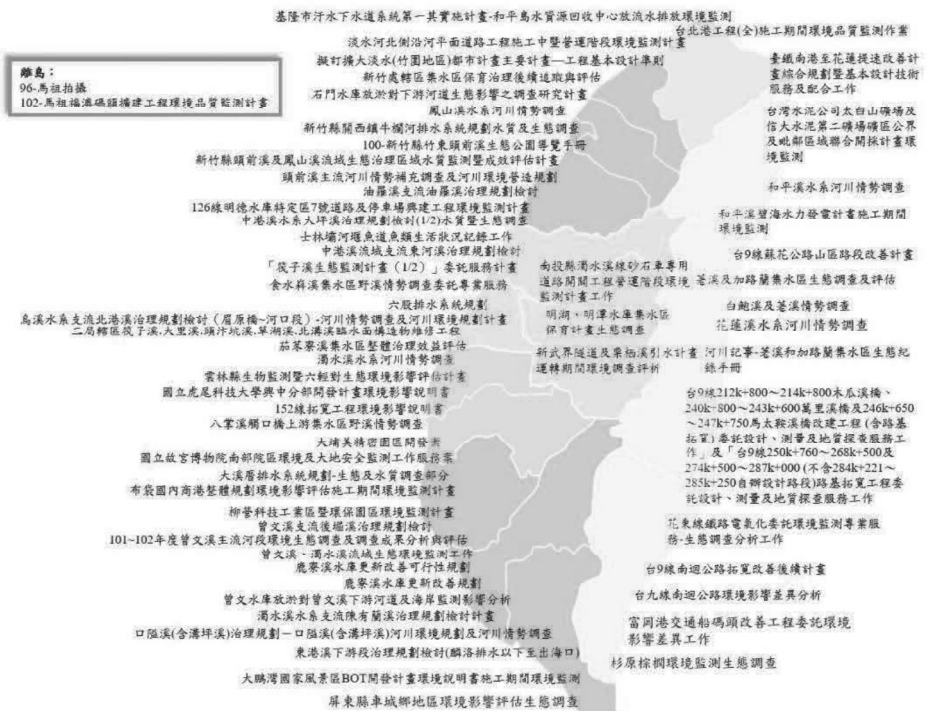 基隆市汙水下水道系統第一其實施計畫-和平島水資源回收中心放流水排放環境監測
台北港工程(全)施工期間環境品質監測作業
淡水河北側沿河平面道路工程施工中暨營運階段環境監測計畫
擬訂擴大淡水(竹圍地區)都市計畫主要計畫—工程基本設計準則
新竹處轄區集水區保育治理後續追蹤與評估
石門水庫放淤對下游河道生態影響之調查研究計畫
鳳山溪水系河川情勢調查
新竹縣關西鎮牛欄河排水系統規劃水質及生態調查
100-新竹縣竹東頭前溪生態公園導覽手冊
新竹縣頭前溪及鳳山溪流域生態治理區域水質監測暨成效評估計畫
頭前溪主流河川情勢補充調查及河川環境營造規劃
油羅溪支流油羅溪治理規劃檢討
126線明德水庫特定區7號道路及停車場興建工程環境監測計畫
中港溪水系大坪溪治理規劃檢討(1/2)水質暨生態調查
士林壩河堰魚道魚類生活狀況記錄工作
中港溪流域支流東河溪治理規劃檢討
「筏子溪生態監測計畫（1/2）」委託服務計畫
食水嵙溪集水區野溪情勢調查委託專業服務
六股排水系統規劃
烏溪水系支流北港溪治理規劃檢討（眉原橋~河口段）-河川情勢調查及河川環境規劃計畫
二局轄區筏子溪、大里溪、頭汴坑溪、草湖溪、北溝溪臨水面構造物維修工程
茄苳寮溪集水區整體治理效益評估
濁水溪水系河川情勢調查
雲林縣生物監測暨六輕對生態環境影響評估計畫
國立虎尾科技大學興中分部開發計畫環境影響說明書
152線拓寬工程環境影響說明書
八掌溪觸口橋上游集水區野溪情勢調查
大埔美精密園區開發案
國立故宮博物院南部院區環境及大地安全監測工作服務案
大溪厝排水系統規劃-生態及水質調查部分
布袋國內商港整體規劃環境影響評估施工期間環境監測計畫
柳營科技工業區暨環保園區環境監測計畫
曾文溪支流後堀溪治理規劃檢討
101~102年度曾文溪主流河段環境生態調查及調查成果分析與評估
曾文溪、濁水溪流域生態環境監測工作
鹿寮溪水庫更新改善可行性規劃
鹿寮溪水庫更新改善規劃
曾文水庫放淤對曾文溪下游河道及海岸監測影響分析
濁水溪水系支流陳有蘭溪治理規劃檢討計畫
口隘溪(含溝坪溪)治理規劃－口隘溪(含溝坪溪)河川環境規劃及河川情勢調查
東港溪下游段治理規劃檢討(麟洛排水以下至出海口)
大鵬灣國家風景區BOT開發計畫環境說明書施工期間環境監測
屏東縣車城鄉地區環境影響評估生態調查
離島：
96-馬祖拍攝
102-馬祖福澳碼頭擴建工程環境品質監測計畫
南投縣濁水溪線砂石車專用
道路開闢工程營運階段環境
監測計畫工作
明湖、明潭水庫集水區
保育計畫生態調查
新武界隧道及栗栖溪引水計畫
運轉期間環境調查評析
臺鐵南港至花蓮提速改善計
畫綜合規劃暨基本設計技術
服務及配合工作
台灣水泥公司太白山礦場及
信大水泥第二礦場礦區公界
及毗鄰區域聯合開採計畫環
境監測
和平溪水系河川情勢調查
和平溪碧海水力發電計畫施工期間
環境監測
台9線蘇花公路山區路段改善計畫
荖溪及加路蘭集水區生態調查及評估
白鮑溪及荖溪情勢調查
花蓮溪水系河川情勢調查
河川記事-荖溪和加路蘭集水區生態紀
錄手冊
台9線212k+800～214k+800木瓜溪橋、
240k+800～243k+600萬里溪橋及246k+650
～247k+750馬太鞍溪橋改建工程 (含路基
拓寬) 委託設計、測量及地質探查服務工
作」及「台9線250k+760～268k+500及
274k+500～287k+000 (不含284k+221～
285k+250自辦設計路段)路基拓寬工程委
託設計、測量及地質探查服務工作
花東線鐵路電氣化委託環境監測專業服
務-生態調查分析工作
台9線南迴公路拓寬改善後續計畫
台九線南迴公路環境影響差異分析
富岡港交通船碼頭改善工程委託環境
影響差異工作
杉原棕櫚環境監測生態調查